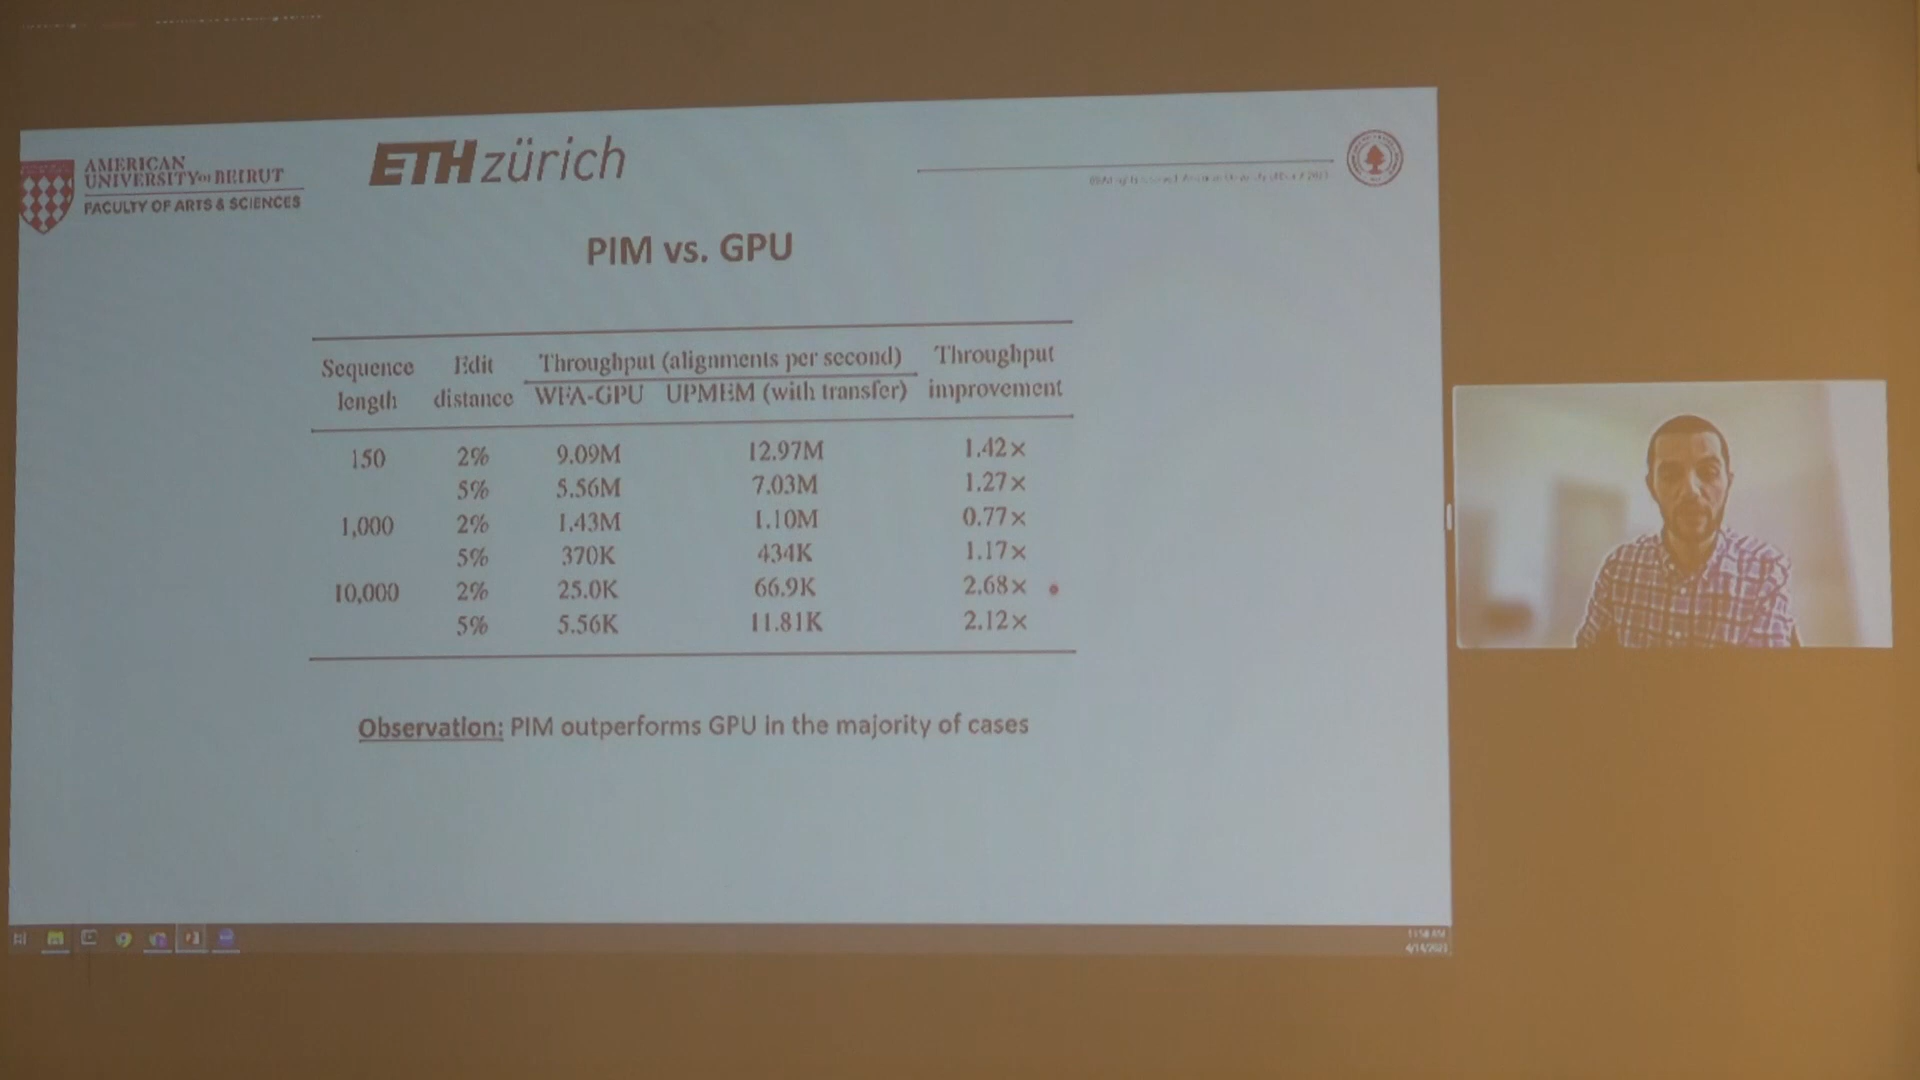 AMERICAN
UNIVERSITY OF BEIRUT
FACULTY OF ARTS & SCIENCES
ETH zürich
PIM vs. GPU
Sequence length Edit distance Throughput (alignments per second) Throughput improvement
WFA-GPU UPMEM (with transfer)
150 2% 9.09M 12.97M 1.42×
5% 5.56M 7.03M 1.27×
1,000 2% 1.43M 1.10M 0.77×
5% 370K 434K 1.17×
10,000 2% 25.0K 66.9K 2.68×
5% 5.56K 11.81K 2.12×
Observation: PIM outperforms GPU in the majority of cases
4/14/2023